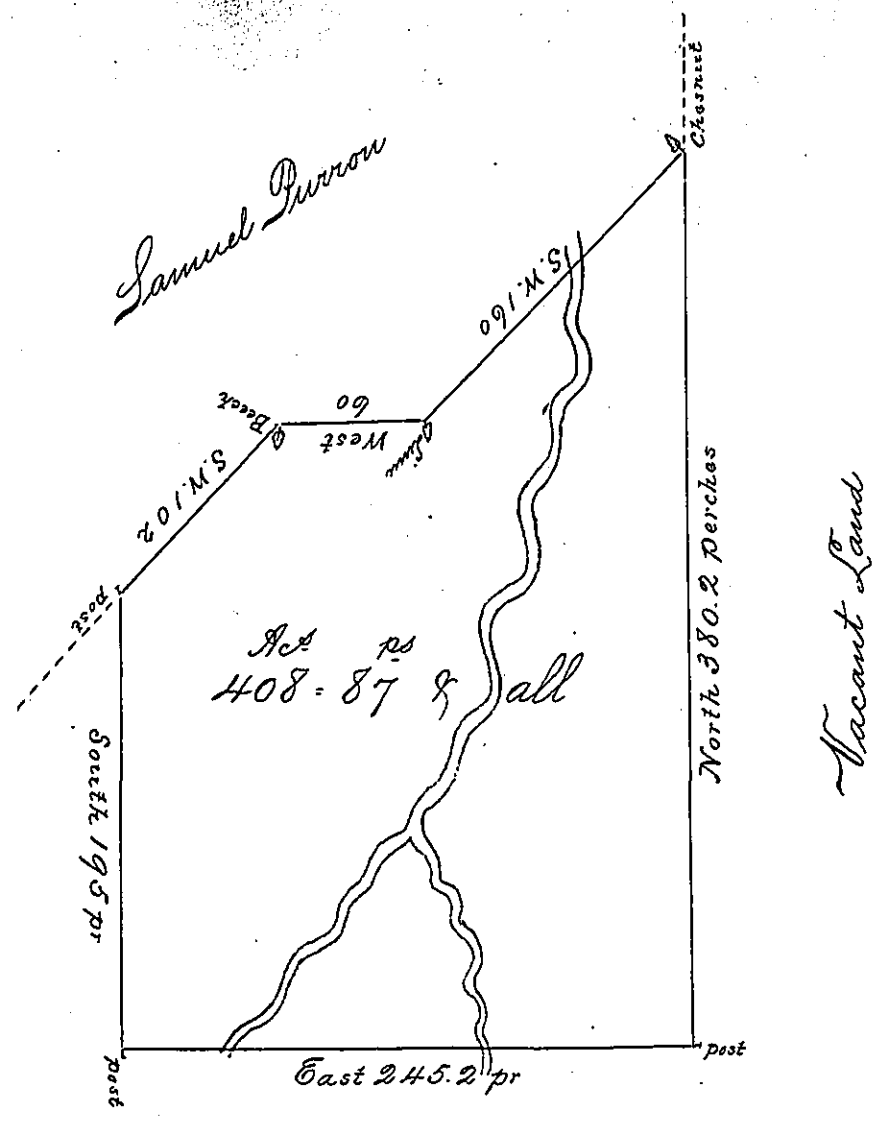 Chesnut
Samuel Purron
S.W. 160
60
West
Beech
S.W. 102
post
North 380.2 perches
Vacant Land
Acs ps
408 = 87 & all
South 195 pr
post
East 245.2 pr
post